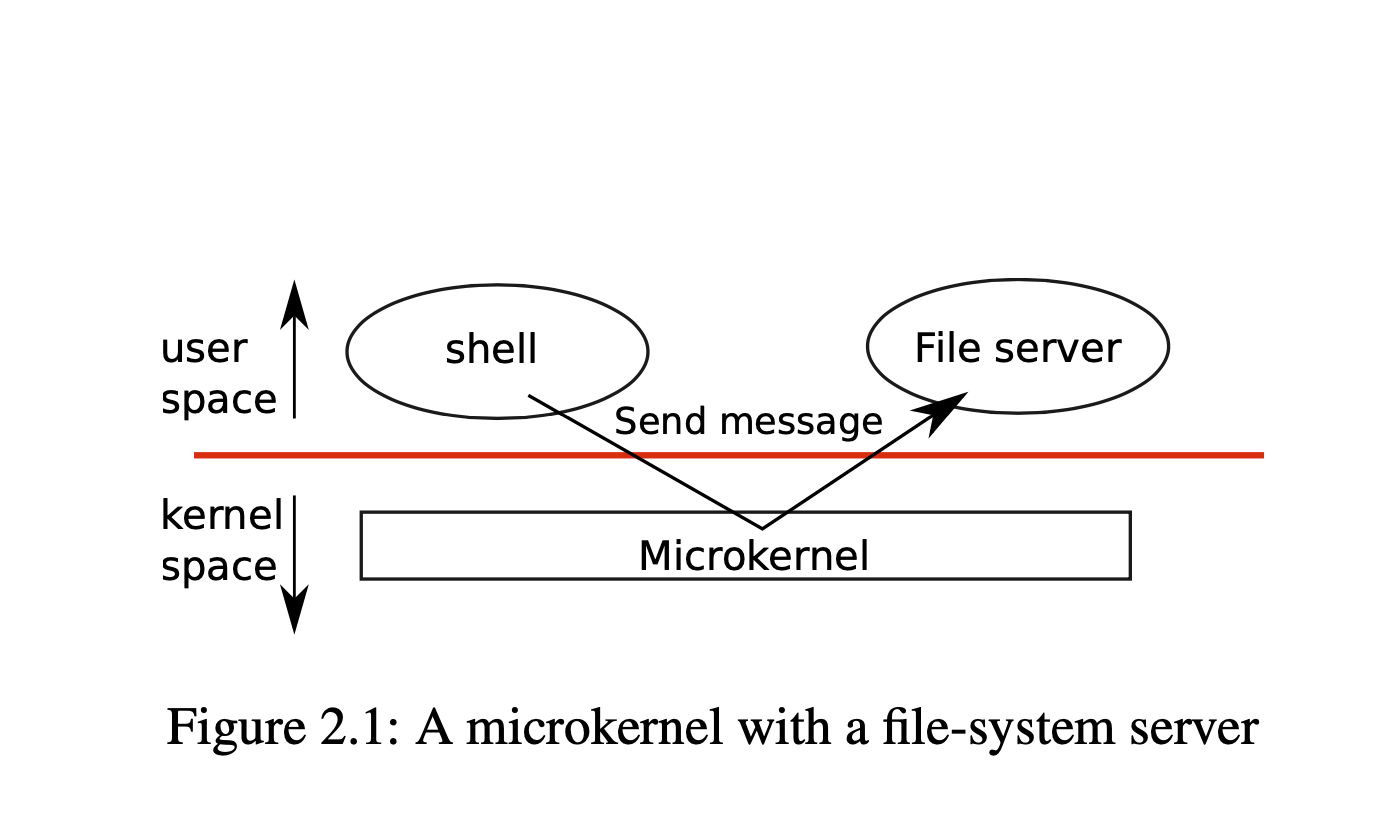 user
space
shell
File server
Send message
kernel
space
Microkernel
Figure 2.1: A microkernel with a file-system server